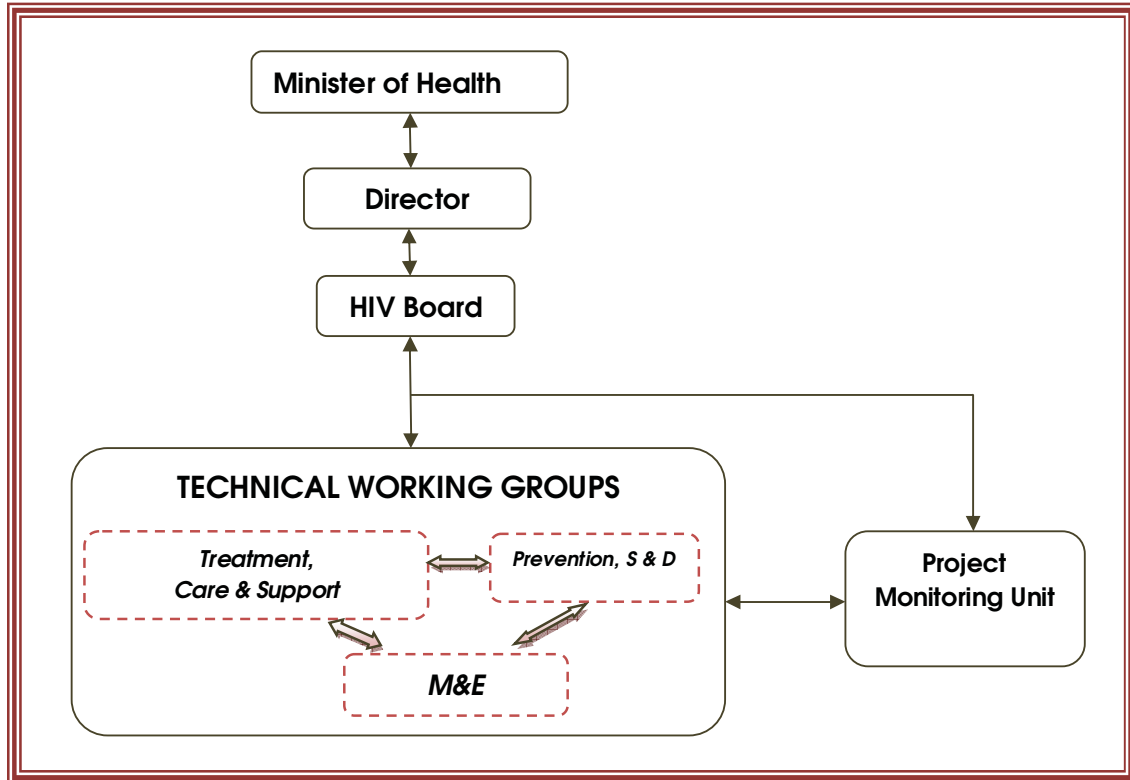 Minister of Health
Director
HIV Board
TECHNICAL WORKING GROUPS
Treatment,
Care & Support
Prevention, S & D
M&E
Project
Monitoring Unit